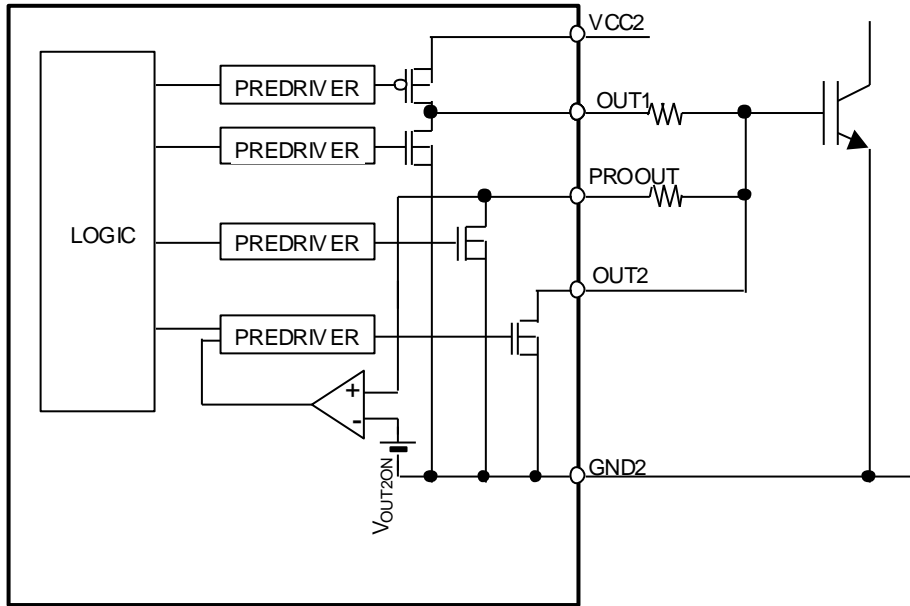 VCC2
PREDRIVER
OUT1
PREDRIVER
PROOUT
LOGIC
PREDRIVER
OUT2
PREDRIVER
+
-
GND2
VOUT2ON